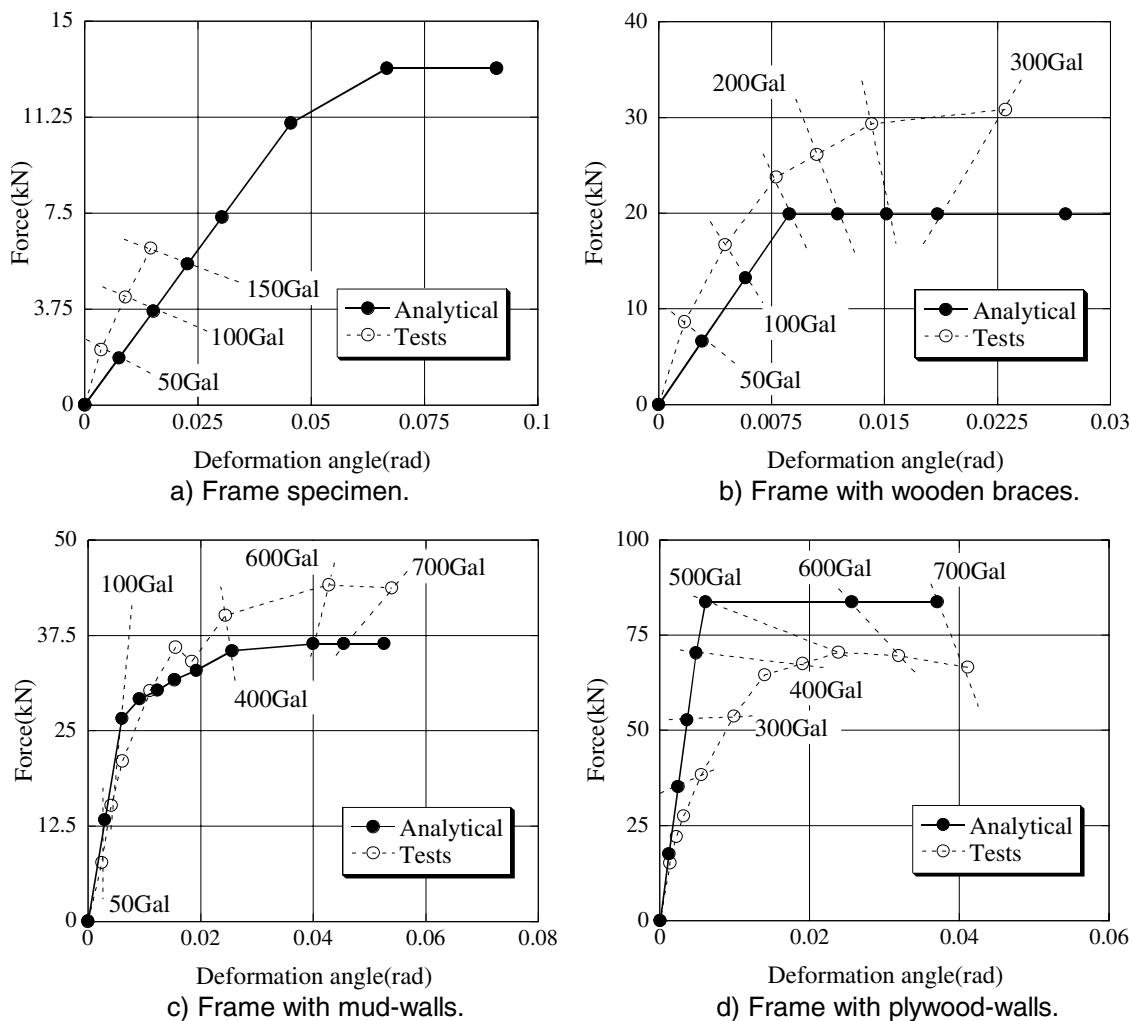 15
11.25
7.5
3.75
0
Force(kN)
150Gal
100Gal
50Gal
Analytical
Tests
0
0.025
0.05
0.075
0.1
Deformation angle(rad)
a) Frame specimen.
40
30
20
10
0
Force(kN)
300Gal
200Gal
100Gal
50Gal
Analytical
Tests
0
0.0075
0.015
0.0225
0.03
Deformation angle(rad)
b) Frame with wooden braces.
50
37.5
25
12.5
0
Force(kN)
600Gal
700Gal
100Gal
400Gal
50Gal
Analytical
Tests
0
0.02
0.04
0.06
0.08
Deformation angle(rad)
c) Frame with mud-walls.
100
75
50
25
0
Force(kN)
500Gal
600Gal
700Gal
400Gal
300Gal
Analytical
Tests
0
0.02
0.04
0.06
Deformation angle(rad)
d) Frame with plywood-walls.